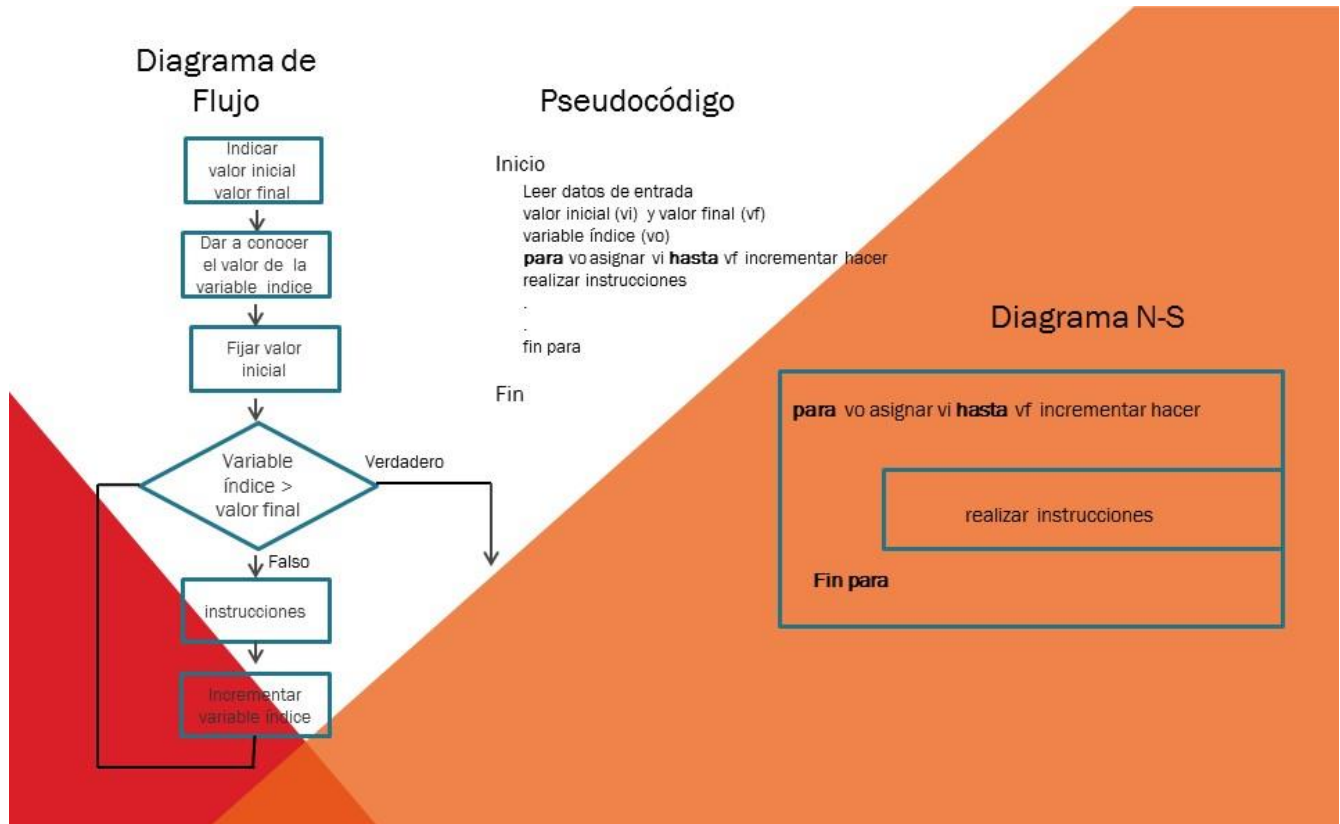 Diagrama de
Flujo
Indicar
valor inicial
valor final
Dar a conocer
el valor de la
variable indice
Fijar valor
inicial
Variable
índice >
valor final
Verdadero
Falso
instrucciones
Incrementar
variable índice
Pseudocódigo
Inicio
Leer datos de entrada
valor inicial (vi) y valor final (vf)
variable índice (vo)
para vo asignar vi hasta vf incrementar hacer
realizar instrucciones
.
.
fin para
Fin
Diagrama N-S
para vo asignar vi hasta vf incrementar hacer
realizar instrucciones
Fin para